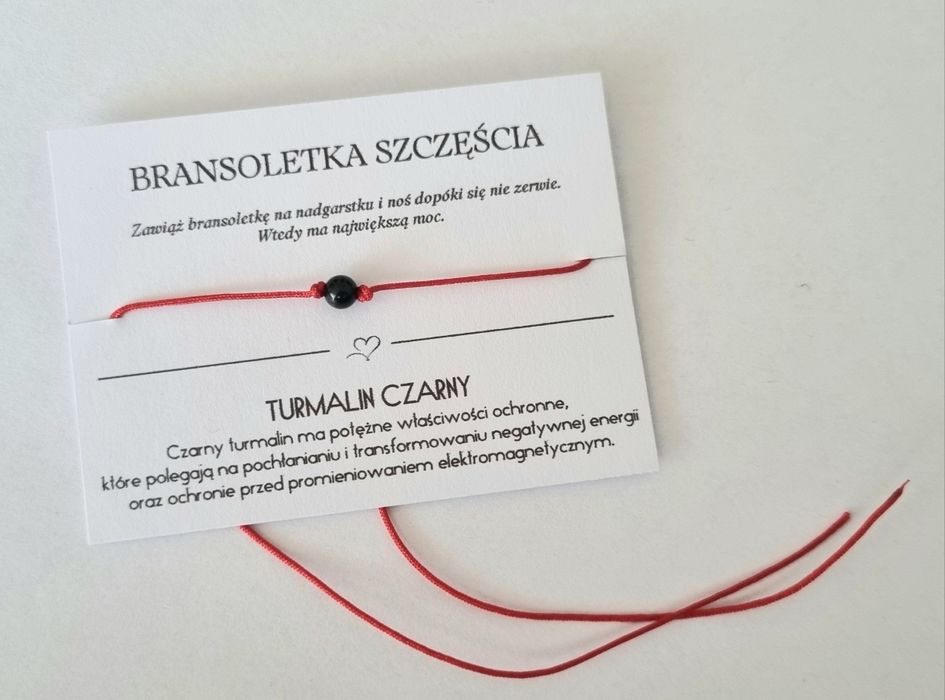 BRANSOLETKA SZCZĘŚCIA
Zawiąż bransoletkę na nadgarstku i noś dopóki się nie zerwie.
Wtedy ma największą moc.
TURMALIN CZARNY
Czarny turmalin ma potężne właściwości ochronne,
które polegają na pochłanianiu i transformowaniu negatywnej energii
oraz ochronie przed promieniowaniem elektromagnetycznym.